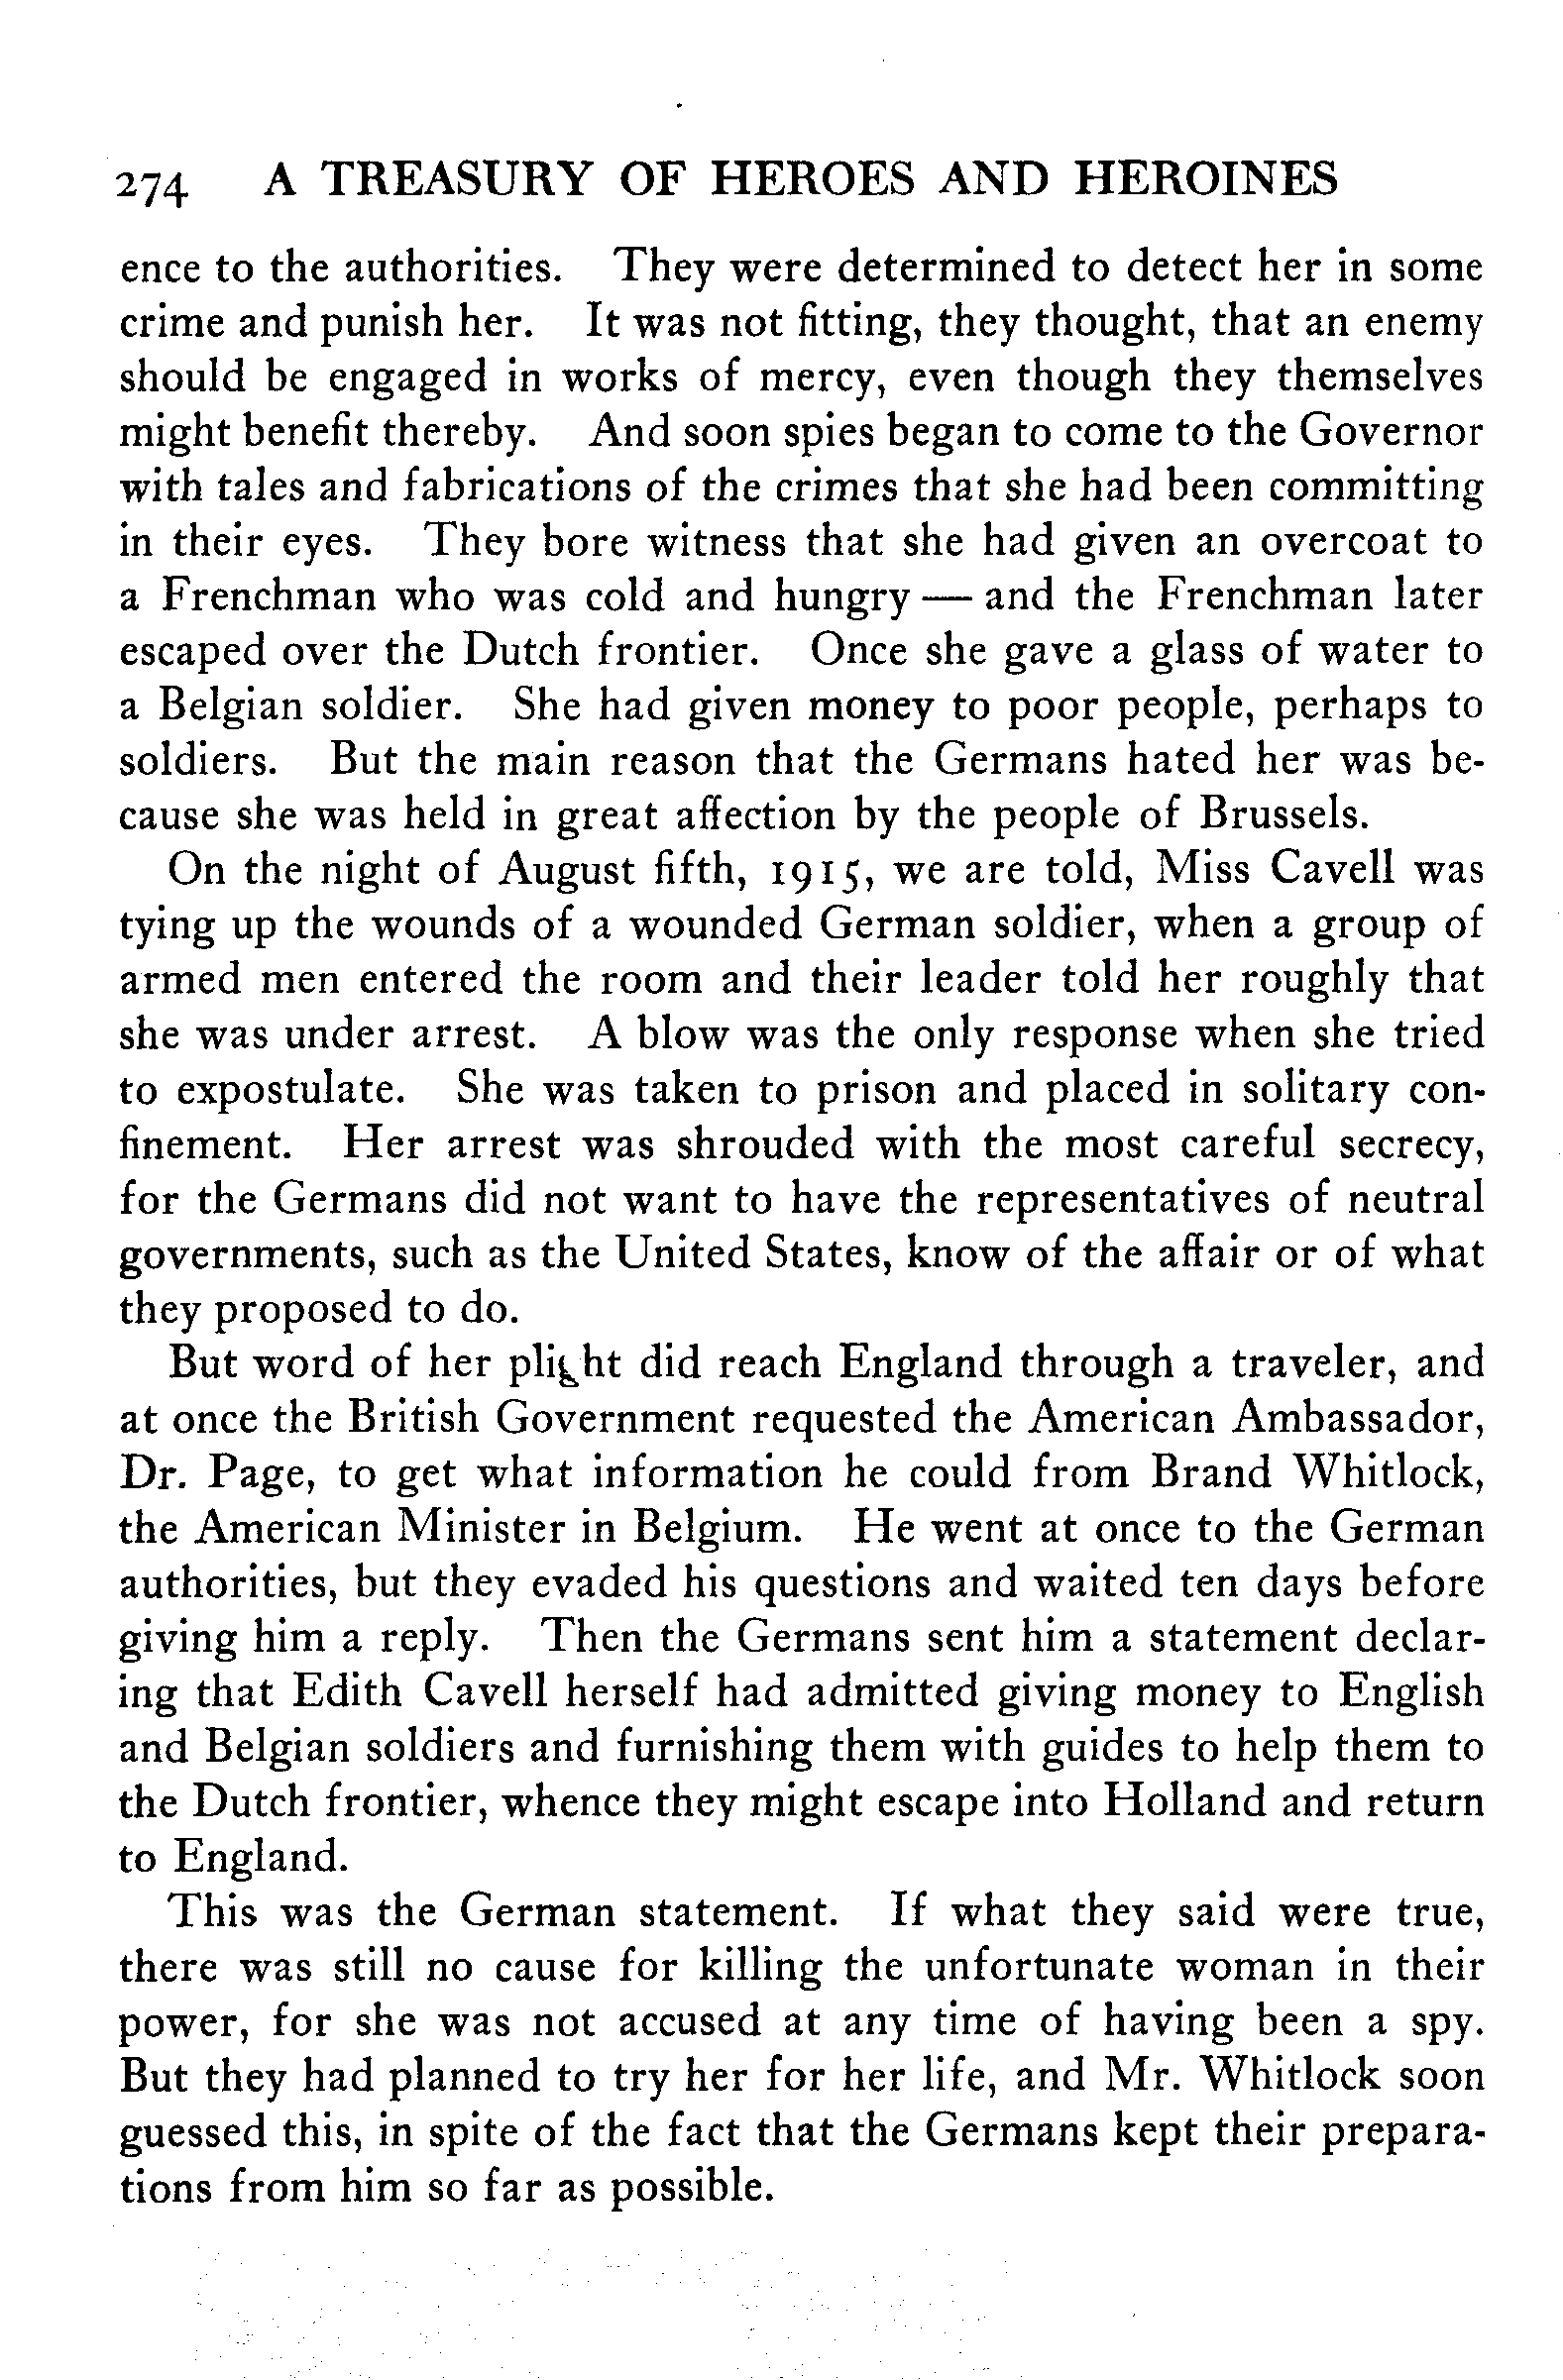 274 A TREASURY OF HEROES AND HEROINES
ence to the authorities. They were determined to detect her in some
crime and punish her. It was not fitting, they thought, that an enemy
should be engaged in works of mercy, even though they themselves
might benefit thereby. And soon spies began to come to the Governor
with tales and fabrications of the crimes that she had been committing
in their eyes. They bore witness that she had given an overcoat to
a Frenchman who was cold and hungry — and the Frenchman later
escaped over the Dutch frontier. Once she gave a glass of water to
a Belgian soldier. She had given money to poor people, perhaps to
soldiers. But the main reason that the Germans hated her was be-
cause she was held in great affection by the people of Brussels.
On the night of August fifth, 1915, we are told, Miss Cavell was
tying up the wounds of a wounded German soldier, when a group of
armed men entered the room and their leader told her roughly that
she was under arrest. A blow was the only response when she tried
to expostulate. She was taken to prison and placed in solitary con-
finement. Her arrest was shrouded with the most careful secrecy,
for the Germans did not want to have the representatives of neutral
governments, such as the United States, know of the affair or of what
they proposed to do.
But word of her plight did reach England through a traveler, and
at once the British Government requested the American Ambassador,
Dr. Page, to get what information he could from Brand Whitlock,
the American Minister in Belgium. He went at once to the German
authorities, but they evaded his questions and waited ten days before
giving him a reply. Then the Germans sent him a statement declar-
ing that Edith Cavell herself had admitted giving money to English
and Belgian soldiers and furnishing them with guides to help them to
the Dutch frontier, whence they might escape into Holland and return
to England.
This was the German statement. If what they said were true,
there was still no cause for killing the unfortunate woman in their
power, for she was not accused at any time of having been a spy.
But they had planned to try her for her life, and Mr. Whitlock soon
guessed this, in spite of the fact that the Germans kept their prepara-
tions from him so far as possible.